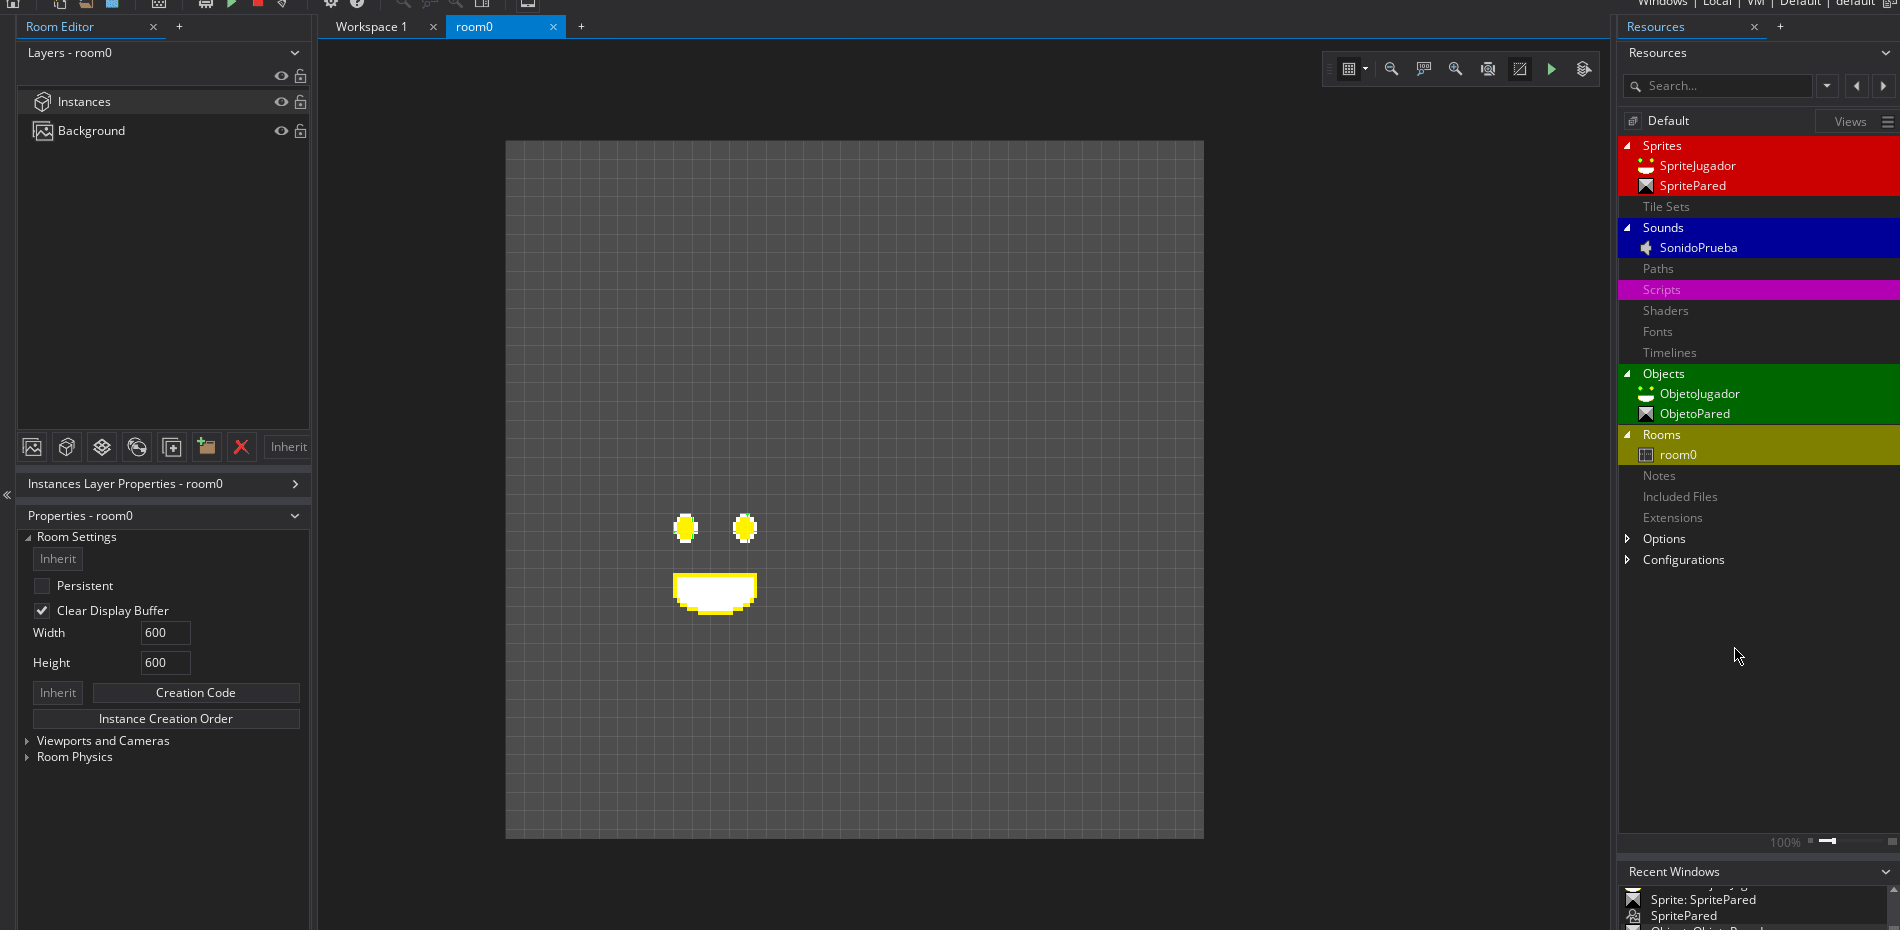 Windows | Local | VM | Default | default
Room Editor
Workspace 1
room0
Resources
Layers - room0
Instances
Background
Inherit
Instances Layer Properties - room0
Properties - room0
Room Settings
Inherit
Persistent
Clear Display Buffer
Width 600
Height 600
Inherit Creation Code
Instance Creation Order
Viewports and Cameras
Room Physics
Resources
Search...
Default Views
Sprites
SpriteJugador
SpritePared
Tile Sets
Sounds
SonidoPrueba
Paths
Scripts
Shaders
Fonts
Timelines
Objects
ObjetoJugador
ObjetoPared
Rooms
room0
Notes
Included Files
Extensions
Options
Configurations
100%
Recent Windows
Sprite: SpritePared
SpritePared